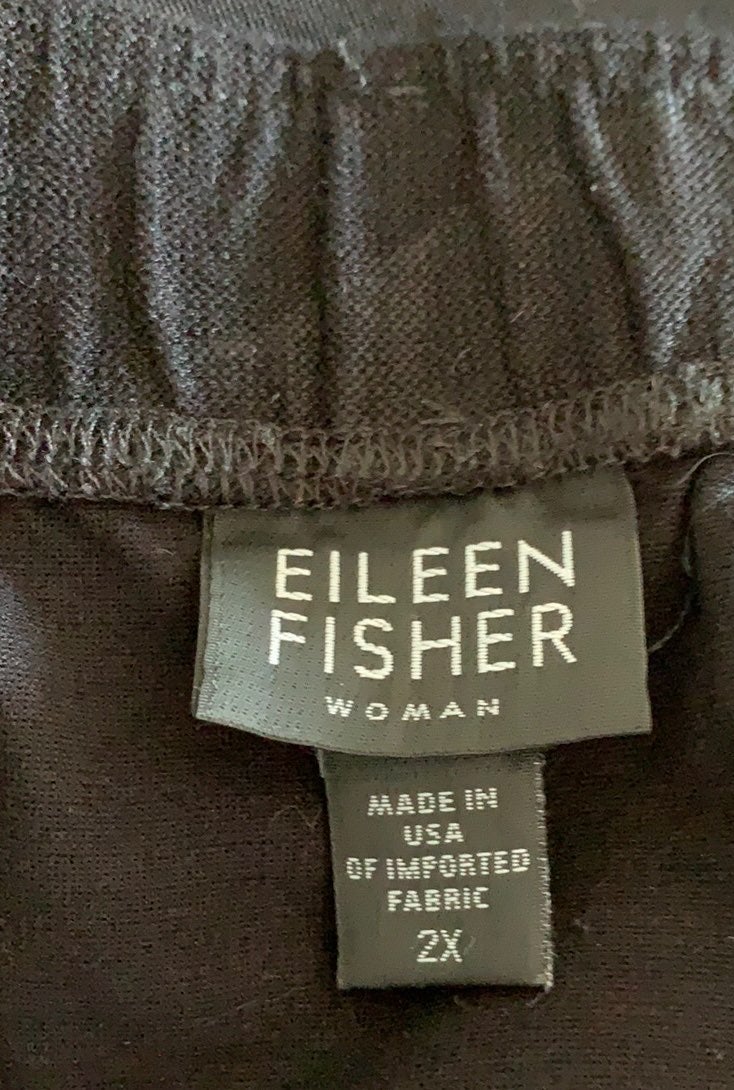 EILEEN
FISHER
WOMAN
MADE IN
USA
OF IMPORTED
FABRIC
2X